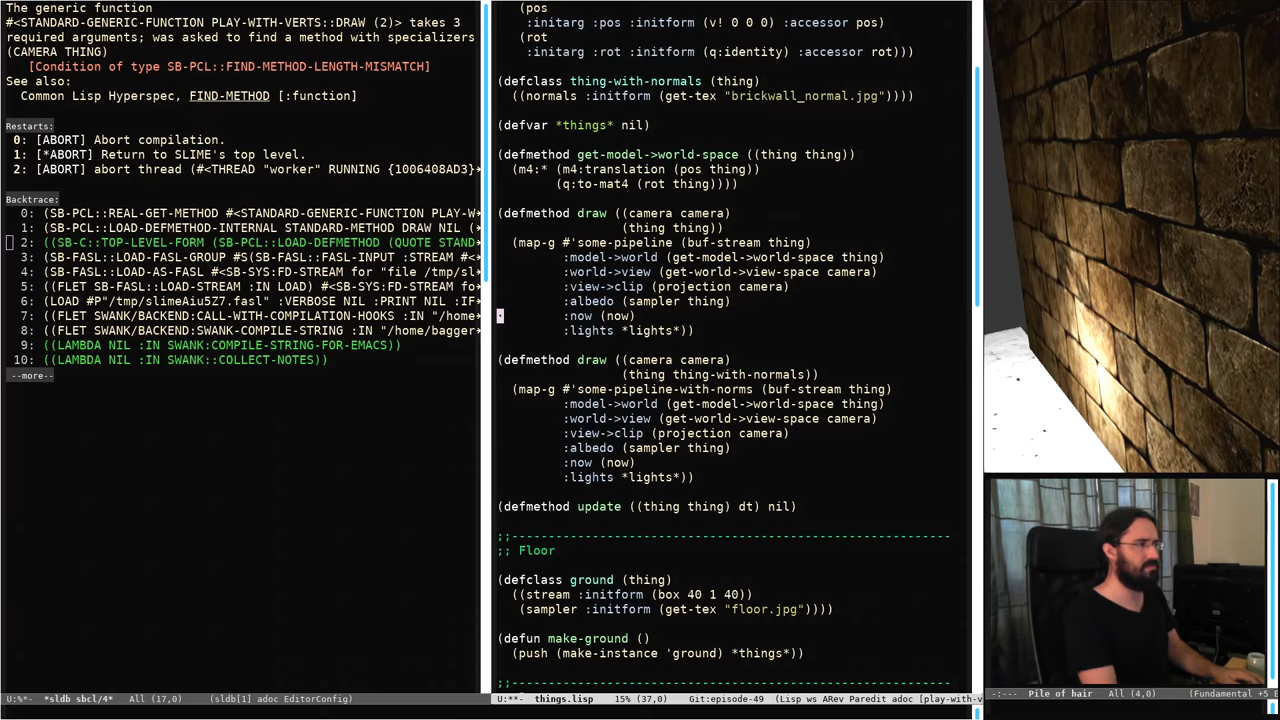 The generic function
#<STANDARD-GENERIC-FUNCTION PLAY-WITH-VERTS::DRAW (2)> takes 3
required arguments; was asked to find a method with specializers
(CAMERA THING)
[Condition of type SB-PCL::FIND-METHOD-LENGTH-MISMATCH]
See also:
Common Lisp Hyperspec, FIND-METHOD [:function]
Restarts:
0: [ABORT] Abort compilation.
1: [*ABORT] Return to SLIME's top level.
2: [ABORT] abort thread (#<THREAD "worker" RUNNING {1006408AD3}
Backtrace:
0: (SB-PCL::REAL-GET-METHOD #<STANDARD-GENERIC-FUNCTION PLAY-W
1: (SB-PCL::LOAD-DEFMETHOD-INTERNAL STANDARD-METHOD DRAW NIL (
2: ((SB-C::TOP-LEVEL-FORM (SB-PCL::LOAD-DEFMETHOD (QUOTE STAND
3: (SB-FASL::LOAD-FASL-GROUP #S(SB-FASL::FASL-INPUT :STREAM #<
4: (SB-FASL::LOAD-AS-FASL #<SB-SYS:FD-STREAM for "file /tmp/sl
5: ((FLET SB-FASL::LOAD-STREAM :IN LOAD) #<SB-SYS:FD-STREAM fo
6: (LOAD #P"/tmp/slimeAiu5Z7.fasl" :VERBOSE NIL :PRINT NIL :IF
7: ((FLET SWANK/BACKEND:CALL-WITH-COMPILATION-HOOKS :IN "/home
8: ((FLET SWANK/BACKEND:SWANK-COMPILE-STRING :IN "/home/bagger
9: ((LAMBDA NIL :IN SWANK:COMPILE-STRING-FOR-EMACS))
10: ((LAMBDA NIL :IN SWANK::COLLECT-NOTES))
--more--
U:%*- *sldb sbcl/4* All (17,0) (sldb[1] adoc EditorConfig)
(pos
:initarg :pos :initform (v! 0 0 0) :accessor pos)
(rot
:initarg :rot :initform (q:identity) :accessor rot)))
(defclass thing-with-normals (thing)
((normals :initform (get-tex "brickwall_normal.jpg"))))
(defvar *things* nil)
(defmethod get-model->world-space ((thing thing))
(m4:* (m4:translation (pos thing))
(q:to-mat4 (rot thing))))
(defmethod draw ((camera camera)
(thing thing))
(map-g #'some-pipeline (buf-stream thing)
:model->world (get-model->world-space thing)
:world->view (get-world->view-space camera)
:view->clip (projection camera)
:albedo (sampler thing)
:now (now)
:lights *lights*))
(defmethod draw ((camera camera)
(thing thing-with-normals))
(map-g #'some-pipeline-with-norms (buf-stream thing)
:model->world (get-model->world-space thing)
:world->view (get-world->view-space camera)
:view->clip (projection camera)
:albedo (sampler thing)
:now (now)
:lights *lights*))
(defmethod update ((thing thing) dt) nil)
;;--------------------------------------------------------------
;; Floor
(defclass ground (thing)
((stream :initform (box 40 1 40))
(sampler :initform (get-tex "floor.jpg"))))
(defun make-ground ()
(push (make-instance 'ground) *things*))
;;--------------------------------------------------------------
U:**- things.lisp 15% (37,0) Git:episode-49 (Lisp ws ARev Paredit adoc [play-with-v
-:--- Pile of hair All (4,0) (Fundamental +5 E